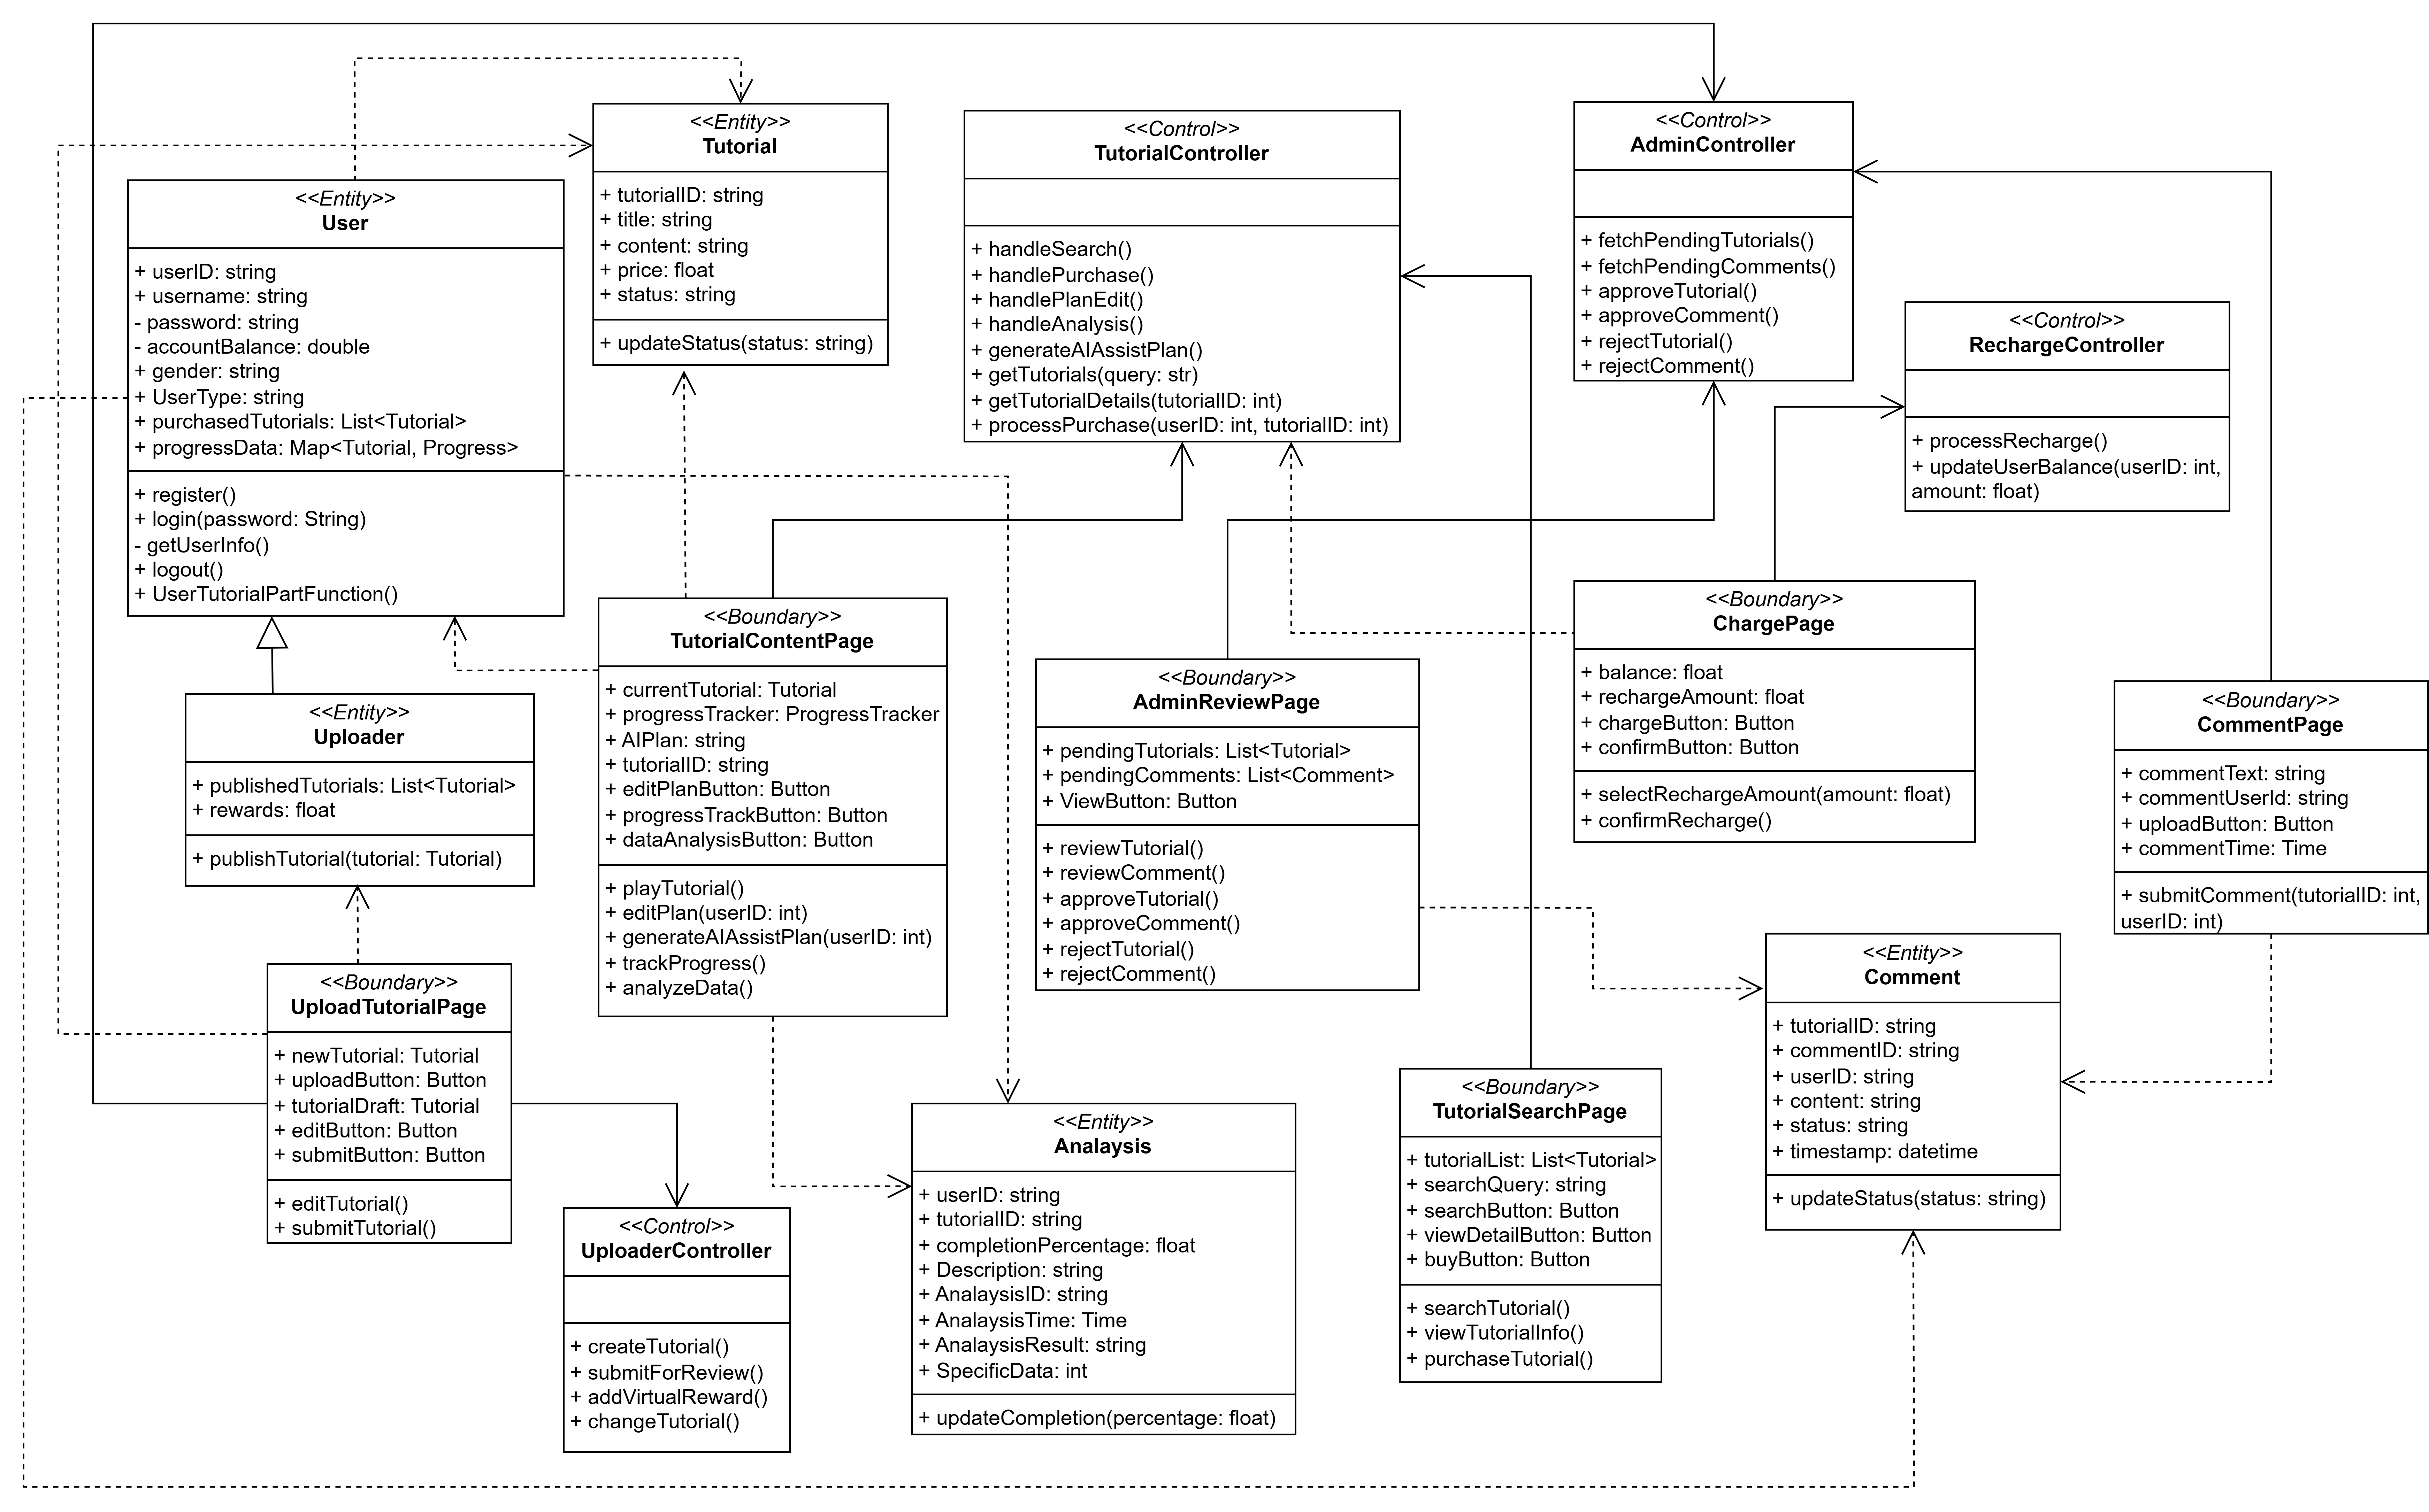 <<Entity>>
Tutorial
+ tutorialID: string
+ title: string
+ content: string
+ price: float
+ status: string
+ updateStatus(status: string)
<<Control>>
TutorialController
+ handleSearch()
+ handlePurchase()
+ handlePlanEdit()
+ handleAnalysis()
+ generateAIAssistPlan()
+ getTutorials(query: str)
+ getTutorialDetails(tutorialID: int)
+ processPurchase(userID: int, tutorialID: int)
<<Control>>
AdminController
+ fetchPendingTutorials()
+ fetchPendingComments()
+ approveTutorial()
+ approveComment()
+ rejectTutorial()
+ rejectComment()
<<Entity>>
User
+ userID: string
+ username: string
- password: string
- accountBalance: double
+ gender: string
+ UserType: string
+ purchasedTutorials: List<Tutorial>
+ progressData: Map<Tutorial, Progress>
+ register()
+ login(password: String)
- getUserInfo()
+ logout()
+ UserTutorialPartFunction()
<<Control>>
RechargeController
+ processRecharge()
+ updateUserBalance(userID: int,
amount: float)
<<Boundary>>
TutorialContentPage
+ currentTutorial: Tutorial
+ progressTracker: ProgressTracker
+ AIPlan: string
+ tutorialID: string
+ editPlanButton: Button
+ progressTrackButton: Button
+ dataAnalysisButton: Button
+ playTutorial()
+ editPlan(userID: int)
+ generateAIAssistPlan(userID: int)
+ trackProgress()
+ analyzeData()
<<Boundary>>
AdminReviewPage
+ pendingTutorials: List<Tutorial>
+ pendingComments: List<Comment>
+ ViewButton: Button
+ reviewTutorial()
+ reviewComment()
+ approveTutorial()
+ approveComment()
+ rejectTutorial()
+ rejectComment()
<<Boundary>>
ChargePage
+ balance: float
+ rechargeAmount: float
+ chargeButton: Button
+ confirmButton: Button
+ selectRechargeAmount(amount: float)
+ confirmRecharge()
<<Boundary>>
CommentPage
+ commentText: string
+ commentUserId: string
+ uploadButton: Button
+ commentTime: Time
+ submitComment(tutorialID: int,
userID: int)
<<Entity>>
Uploader
+ publishedTutorials: List<Tutorial>
+ rewards: float
+ publishTutorial(tutorial: Tutorial)
<<Boundary>>
UploadTutorialPage
+ newTutorial: Tutorial
+ uploadButton: Button
+ tutorialDraft: Tutorial
+ editButton: Button
+ submitButton: Button
+ editTutorial()
+ submitTutorial()
<<Control>>
UploaderController
+ createTutorial()
+ submitForReview()
+ addVirtualReward()
+ changeTutorial()
<<Entity>>
Analaysis
+ userID: string
+ tutorialID: string
+ completionPercentage: float
+ Description: string
+ AnalaysisID: string
+ AnalaysisTime: Time
+ AnalaysisResult: string
+ SpecificData: int
+ updateCompletion(percentage: float)
<<Boundary>>
TutorialSearchPage
+ tutorialList: List<Tutorial>
+ searchQuery: string
+ searchButton: Button
+ viewDetailButton: Button
+ buyButton: Button
+ searchTutorial()
+ viewTutorialInfo()
+ purchaseTutorial()
<<Entity>>
Comment
+ tutorialID: string
+ commentID: string
+ userID: string
+ content: string
+ status: string
+ timestamp: datetime
+ updateStatus(status: string)